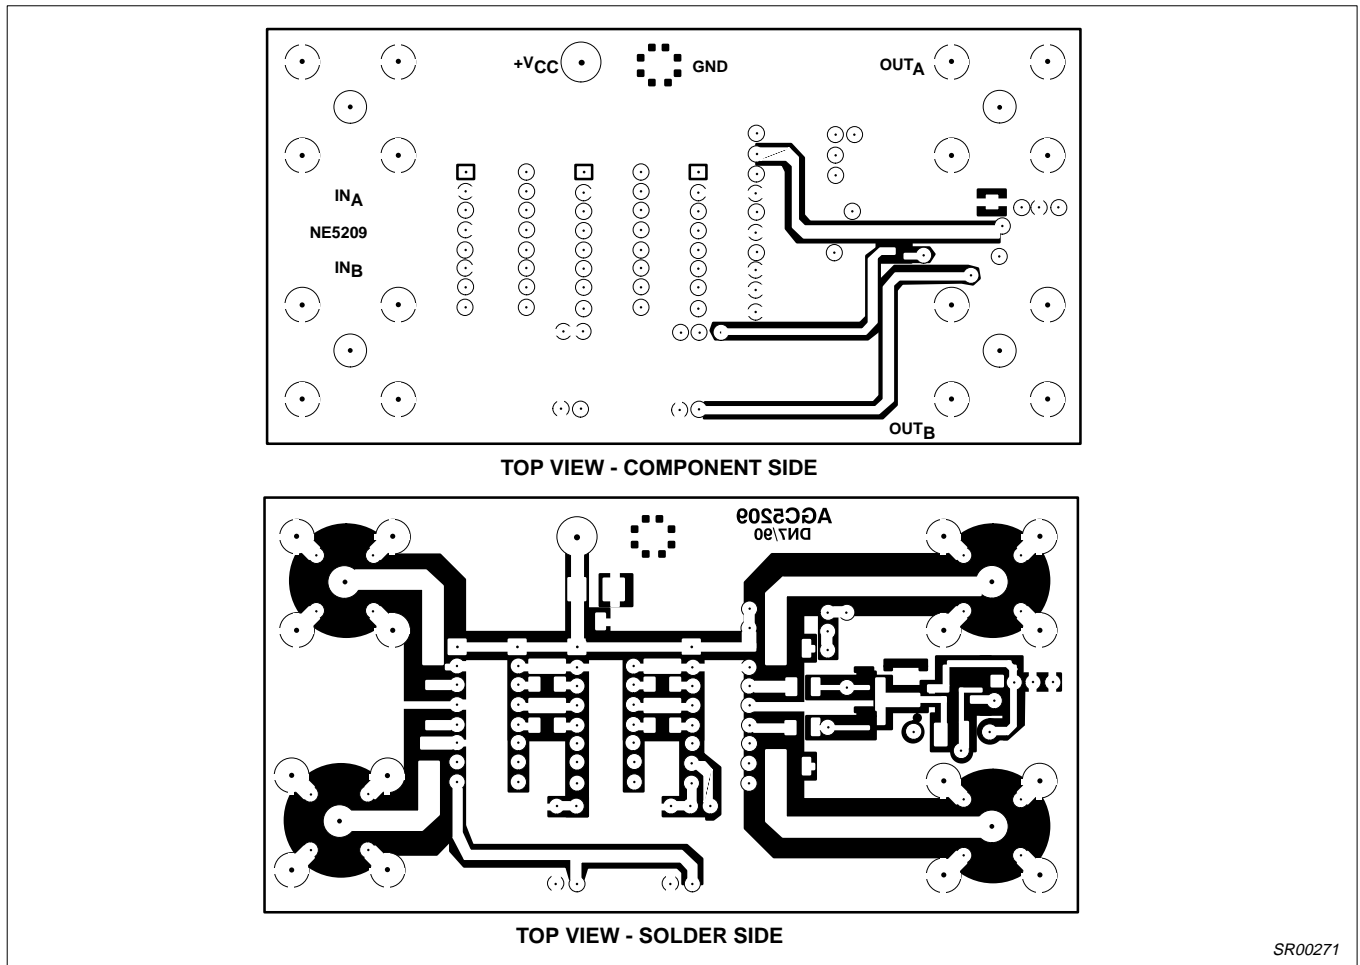 +VCC GND OUTA
INA
NE5209
INB
OUTB
TOP VIEW - COMPONENT SIDE
AGC5209
DN7/90
TOP VIEW - SOLDER SIDE
SR00271